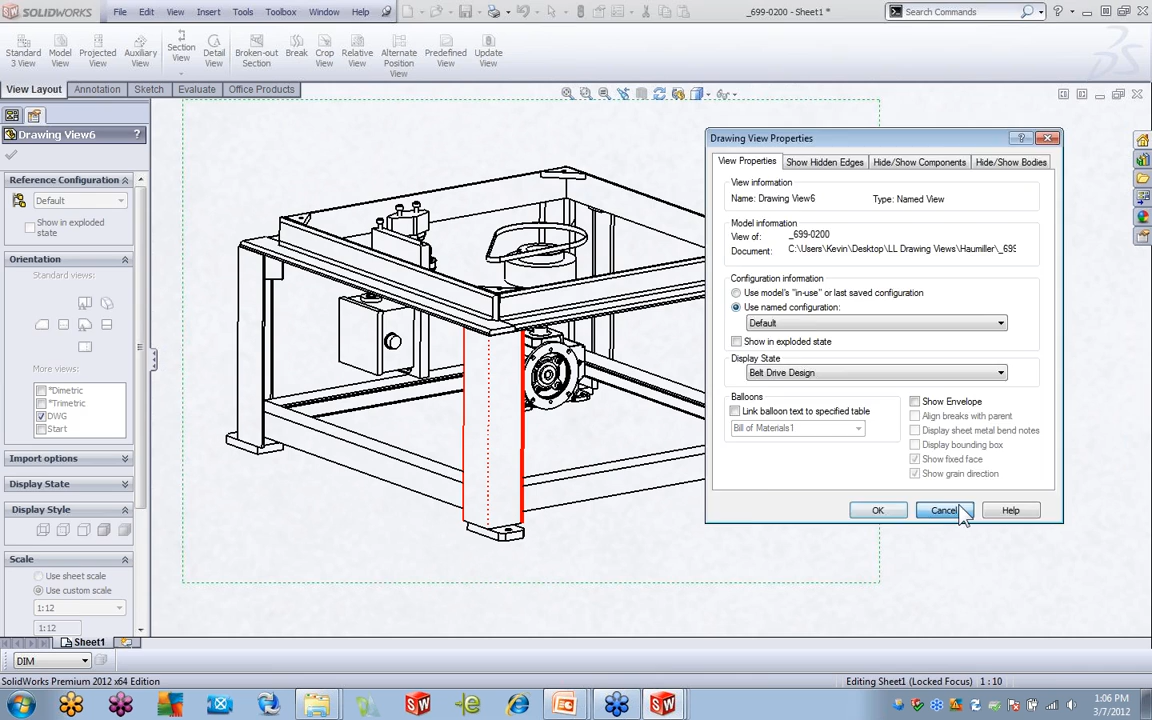 SOLIDWORKS File Edit View Insert Tools Toolbox Window Help _699-0200 - Sheet1 * Search Commands
Standard 3 View
Model View
Projected View
Auxiliary View
Section View
Detail View
Broken-out Section
Break
Crop View
Relative View
Alternate Position View
Predefined View
Update View
View Layout Annotation Sketch Evaluate Office Products
Drawing View6 ?
Reference Configuration
Default
Show in exploded
state
Orientation
Standard views:
More views:
*Dimetric
*Trimetric
DWG
Start
Import options
Display State
Display Style
Scale
Use sheet scale
Use custom scale
1:12
1:12
Drawing View Properties
View Properties Show Hidden Edges Hide/Show Components Hide/Show Bodies
View information
Name: Drawing View6 Type: Named View
Model information
View of: _699-0200
Document: C:\Users\Kevin\Desktop\LL Drawing Views\Haumiller\_699
Configuration information
Use model's "in-use" or last saved configuration
Use named configuration:
Default
Show in exploded state
Display State
Belt Drive Design
Balloons
Link balloon text to specified table
Bill of Materials1
Show Envelope
Align breaks with parent
Display sheet metal bend notes
Display bounding box
Show fixed face
Show grain direction
OK Cancel Help
Sheet1
DIM
SolidWorks Premium 2012 x64 Edition Editing Sheet1 (Locked Focus) 1 : 10
1:06 PM
3/7/2012